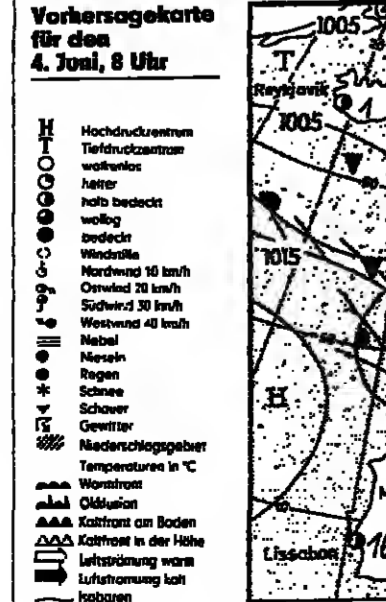 Vorhersagekarte
für den
4. Juni, 8 Uhr
H Hochdruckzentrum
T Tiefdruckzentrum
wolkenlos
heiter
halb bedeckt
wolkig
bedeckt
Windstille
Nordwind 10 km/h
Ostwind 20 km/h
Südwind 30 km/h
Westwind 40 km/h
Nebel
Nieseln
Regen
Schnee
Schauer
Gewitter
Niederschlagsgebiet
Temperaturen in °C
Warmfront
Okklusion
Kaltfront am Boden
Kaltfront in der Höhe
Luftströmung warm
Luftströmung kalt
Isobaren
1005
T
Reykjavik
1
1005
1015
H
Lissabon